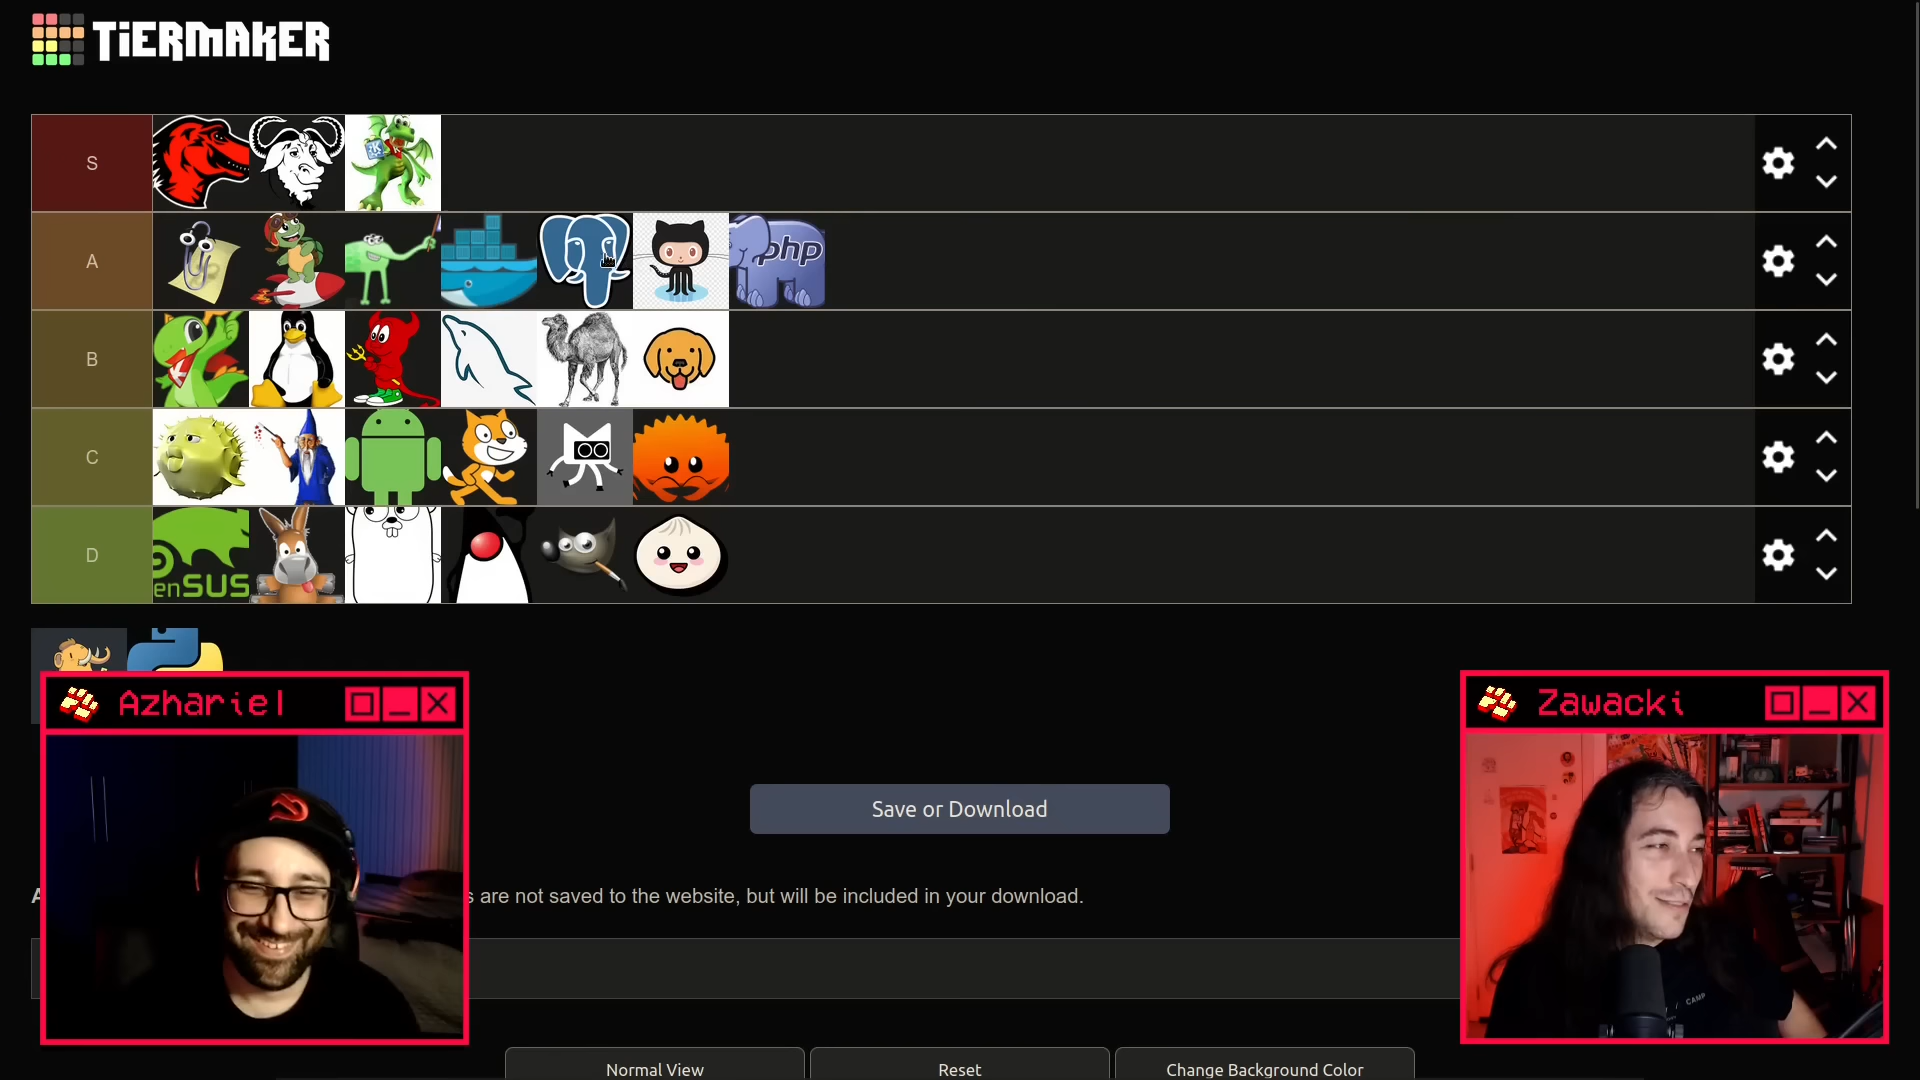 TiERMAKER
S
A
php
B
K
C
D
enSUS
Azhariel
Zawacki
Save or Download
s are not saved to the website, but will be included in your download.
CAMP
Normal View
Reset
Change Background Color